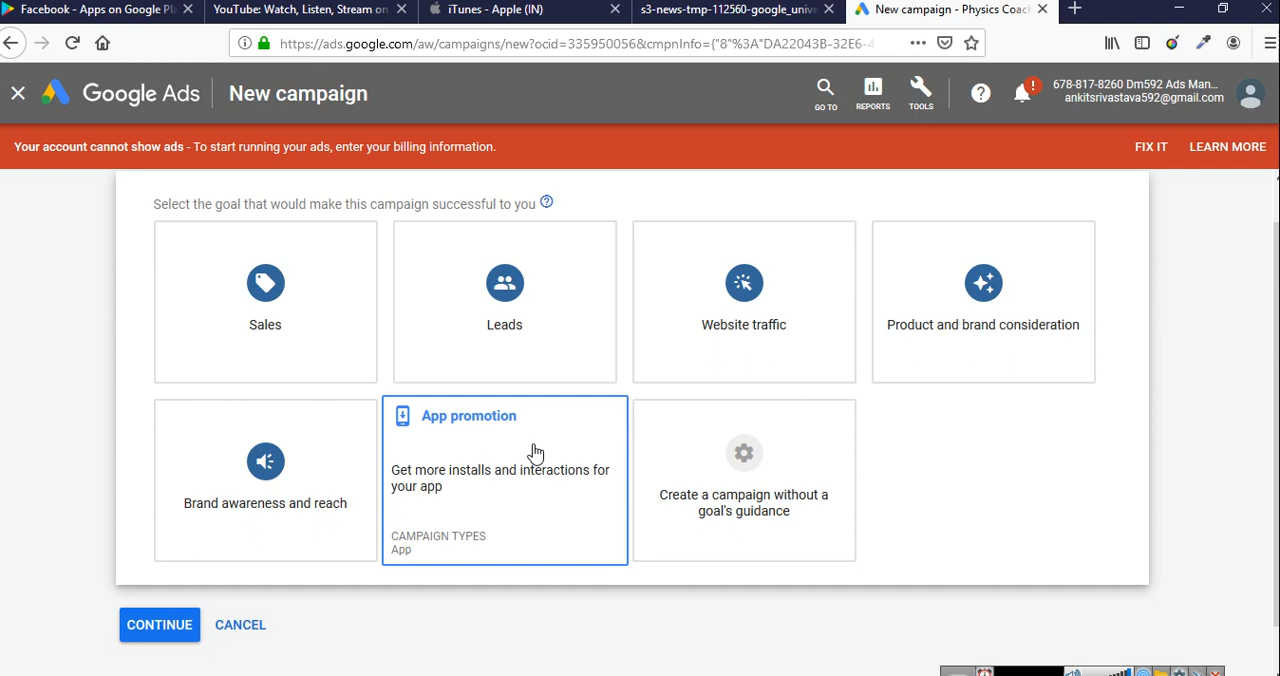 Facebook - Apps on Google Pl
YouTube: Watch, Listen, Stream on
iTunes - Apple (IN)
s3-news-tmp-112560-google_unive
New campaign - Physics Coach
https://ads.google.com/aw/campaigns/new?ocid=335950056&cmpnInfo={"8"%3A"DA22043B-32E6-4
Google Ads
New campaign
GO TO
REPORTS
TOOLS
678-817-8260 Dm592 Ads Man...
ankitsrivastava592@gmail.com
Your account cannot show ads - To start running your ads, enter your billing information.
FIX IT
LEARN MORE
Select the goal that would make this campaign successful to you
Sales
Leads
Website traffic
Product and brand consideration
Brand awareness and reach
App promotion
Get more installs and interactions for
your app
CAMPAIGN TYPES
App
Create a campaign without a
goal's guidance
CONTINUE
CANCEL